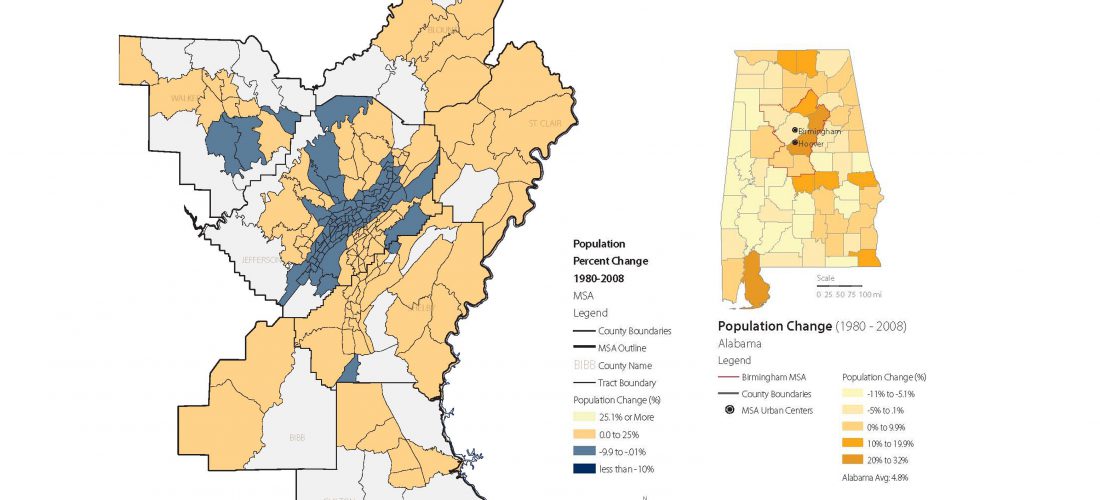 BLOUNT
WALKER
ST CLAIR
JEFFERSON
SHELBY
BIBB
Population
Percent Change
1980-2008
MSA
Legend
County Boundaries
MSA Outline
BIBB County Name
Tract Boundary
Population Change (%)
25.1% or More
0.0 to 25%
-9.9 to -.01%
less than -10%
N
Birmingham
Hoover
Scale
0 25 50 75 100 mi
Population Change (1980 - 2008)
Alabama
Legend
Birmingham MSA
County Boundaries
MSA Urban Centers
Population Change (%)
-11% to -5.1%
-5% to .1%
0% to 9.9%
10% to 19.9%
20% to 32%
Alabama Avg: 4.8%